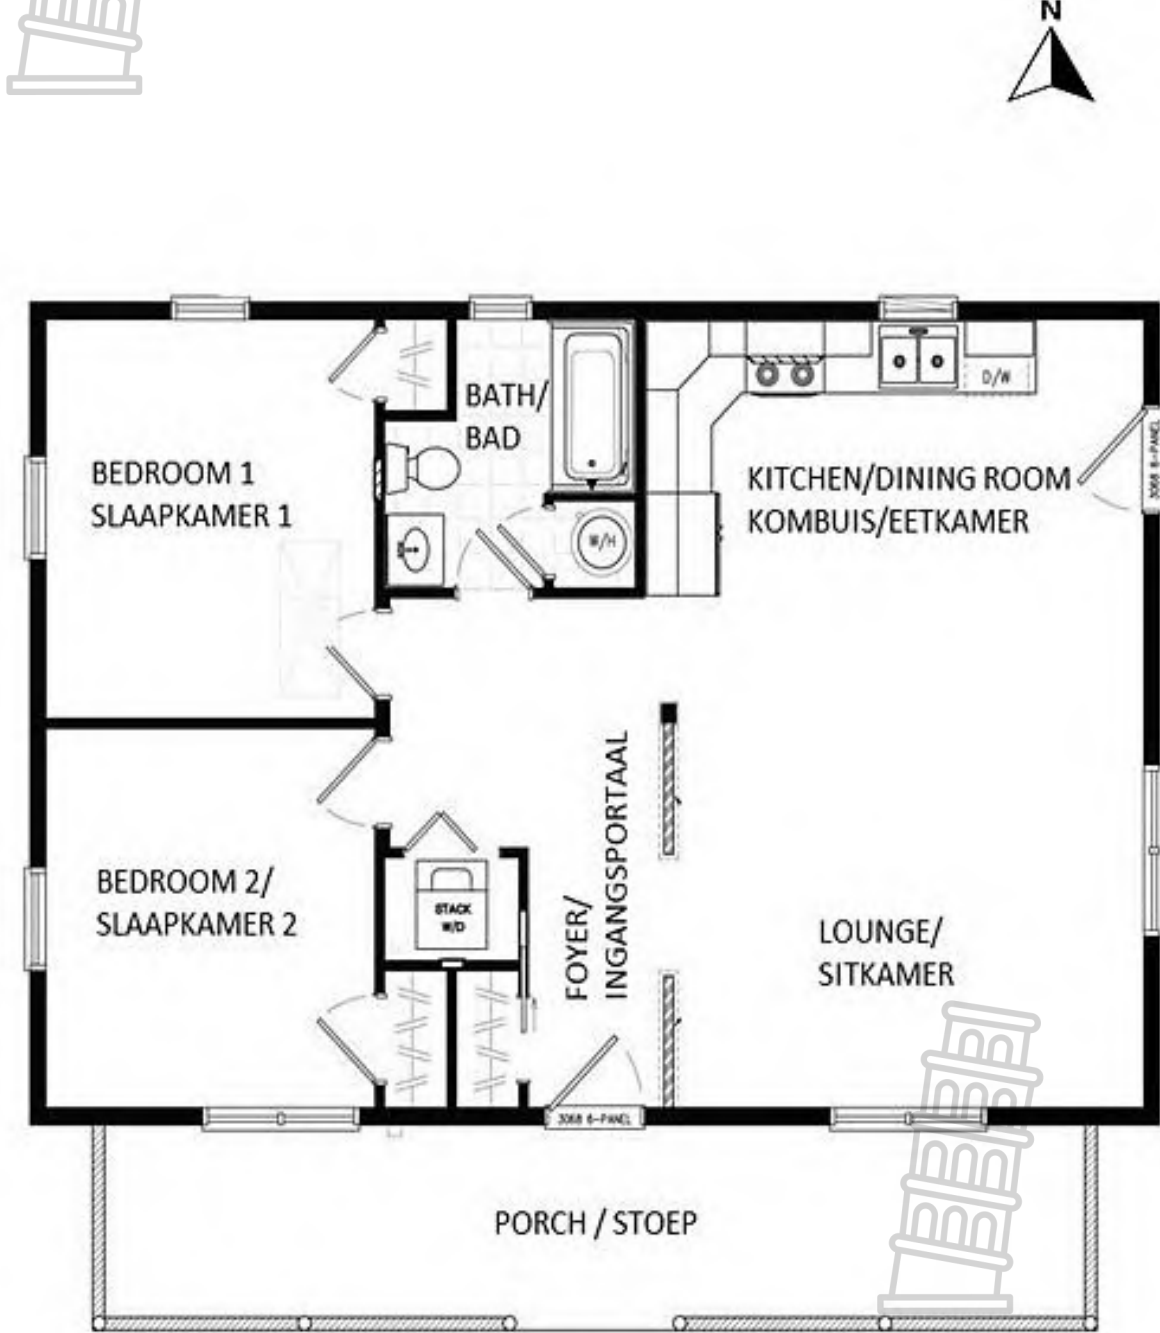 N
BATH/
BAD
D/W
BEDROOM 1
SLAAPKAMER 1
KITCHEN/DINING ROOM
KOMBUIS/EETKAMER
3068 6-PANEL
W/H
FOYER/
INGANGSPORTAAL
BEDROOM 2/
SLAAPKAMER 2
STACK
W/D
LOUNGE/
SITKAMER
3068 6-PANEL
PORCH / STOEP